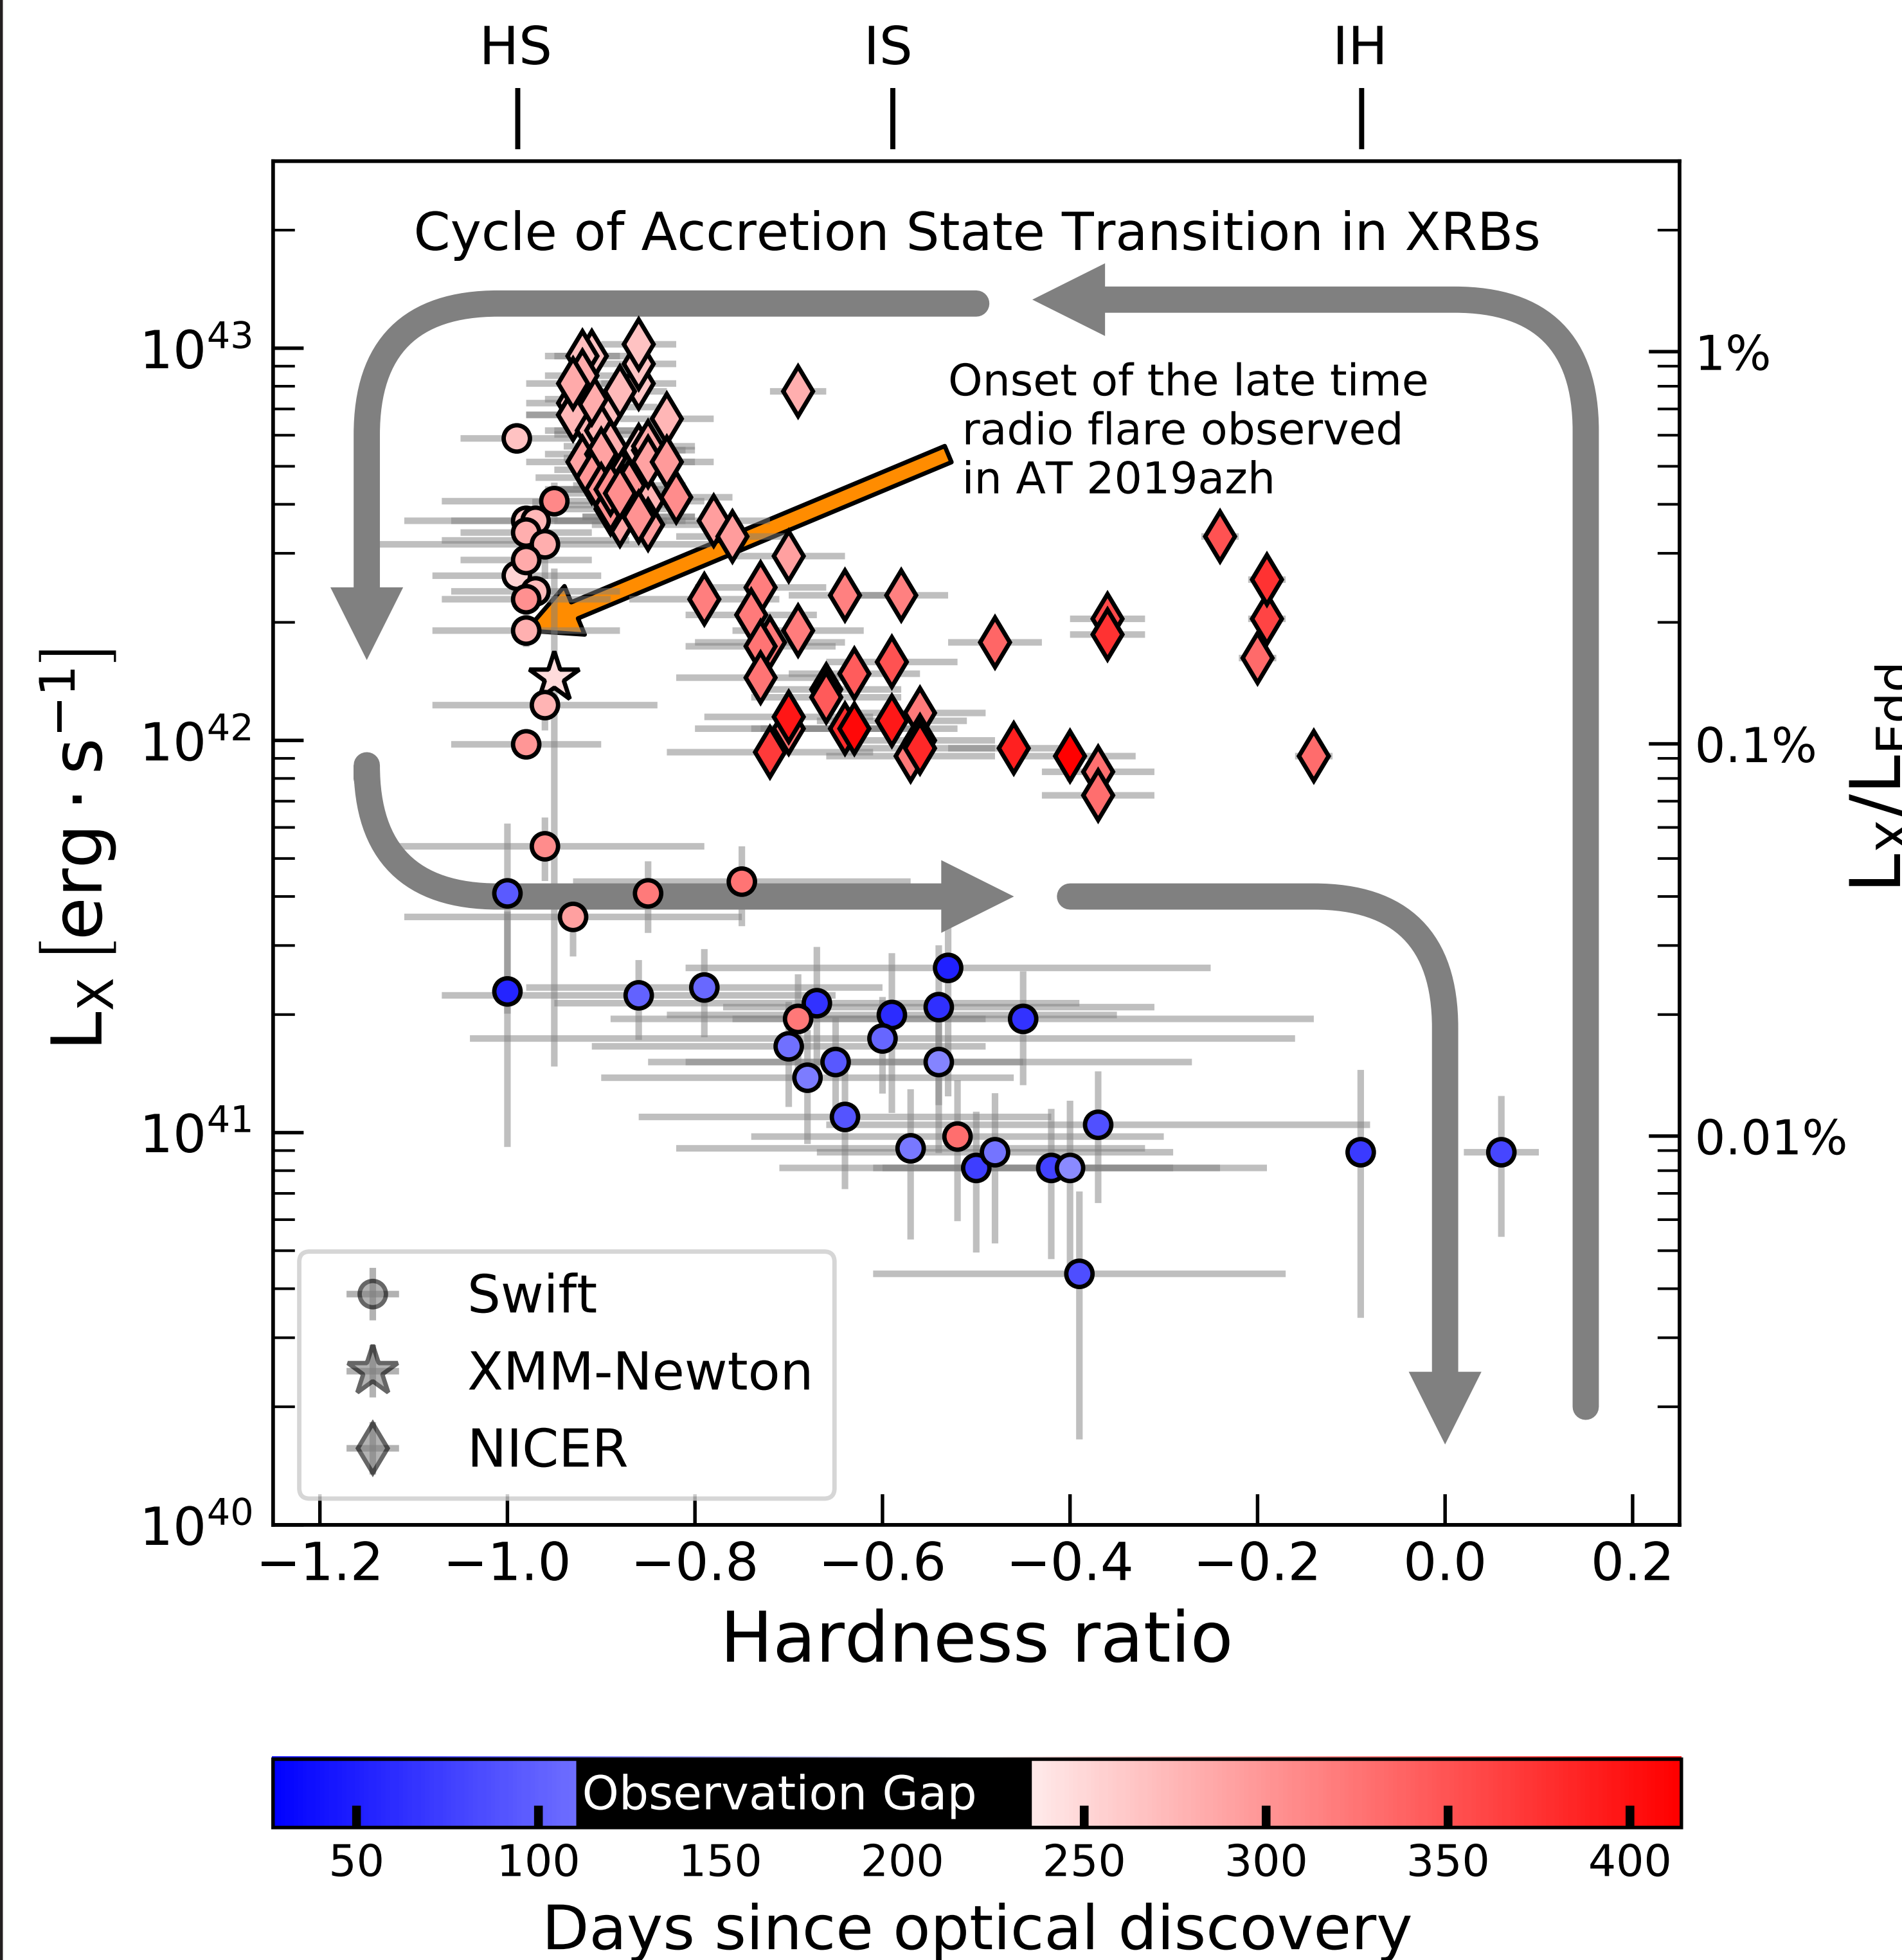 HS IS IH
Cycle of Accretion State Transition in XRBs
10^43 1%
Onset of the late time
radio flare observed
in AT 2019azh
10^42 0.1%
Lx [erg · s^−1]
Lx/LEdd
10^41 0.01%
Swift
XMM-Newton
NICER
10^40
−1.2 −1.0 −0.8 −0.6 −0.4 −0.2 0.0 0.2
Hardness ratio
Observation Gap
50 100 150 200 250 300 350 400
Days since optical discovery